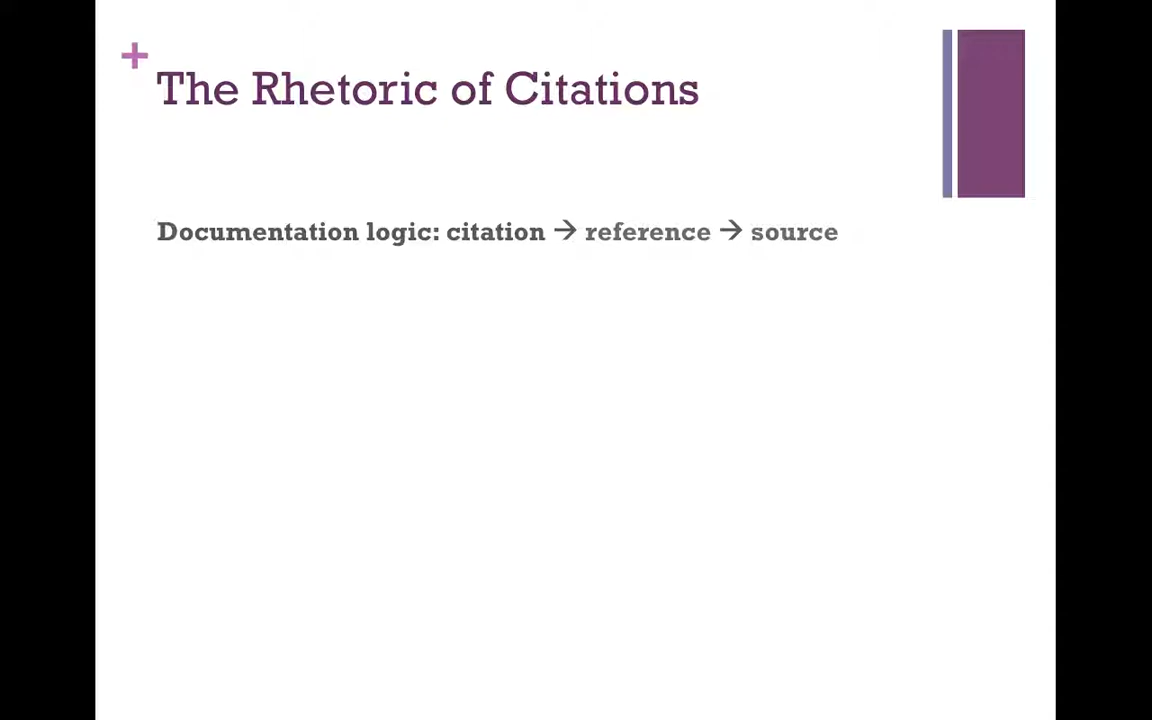 +
The Rhetoric of Citations
Documentation logic: citation → reference → source